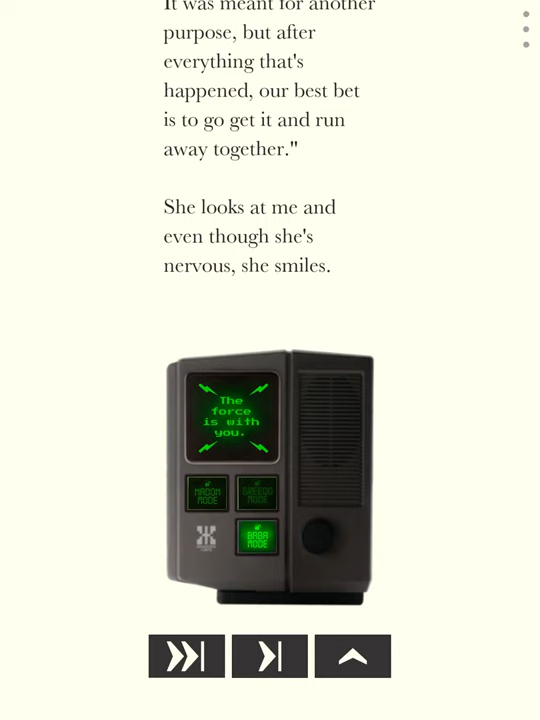 It was meant for another
purpose, but after
everything that's
happened, our best bet
is to go get it and run
away together."
She looks at me and
even though she's
nervous, she smiles.
The
force
is with
you.
MACON
MODE
GREEDO
MODE
BABA
MODE